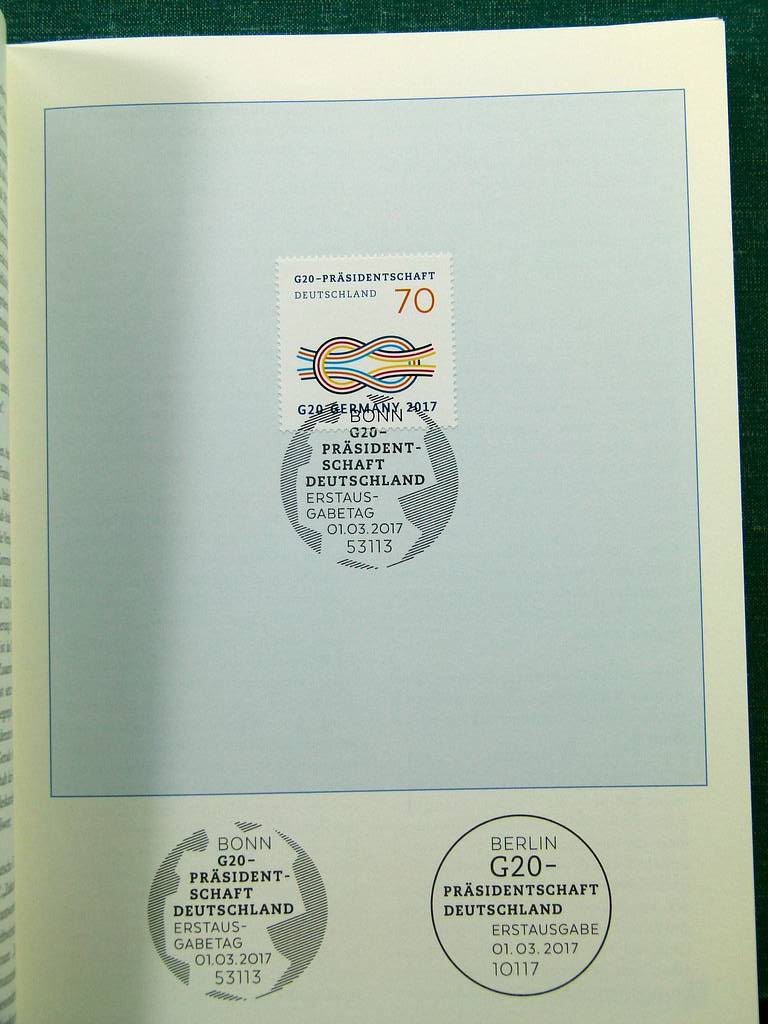 G20–PRÄSIDENTSCHAFT
DEUTSCHLAND 70
G20 GERMANY 2017
BONN
G20–
PRÄSIDENT-
SCHAFT
DEUTSCHLAND
ERSTAUS-
GABETAG
01.03.2017
53113
BONN
G20–
PRÄSIDENT-
SCHAFT
DEUTSCHLAND
ERSTAUS-
GABETAG
01.03.2017
53113
BERLIN
G20–
PRÄSIDENTSCHAFT
DEUTSCHLAND
ERSTAUSGABE
01.03.2017
10117